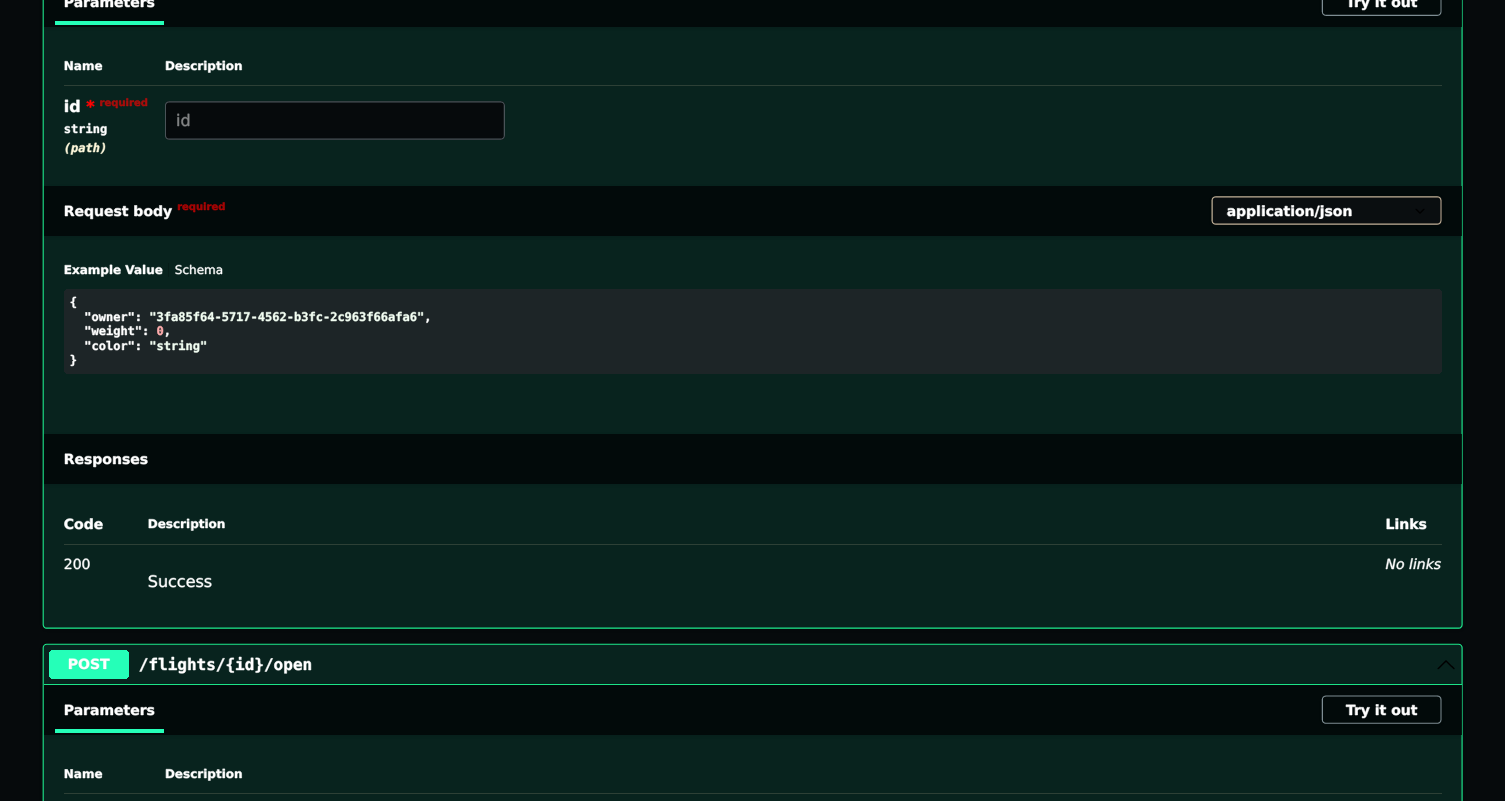 Parameters Try it out
Name Description
id * required
id
string
(path)
Request body required application/json
Example Value Schema
{
"owner": "3fa85f64-5717-4562-b3fc-2c963f66afa6",
"weight": 0,
"color": "string"
}
Responses
Code Description Links
200 No links
Success
POST /flights/{id}/open
Parameters Try it out
Name Description